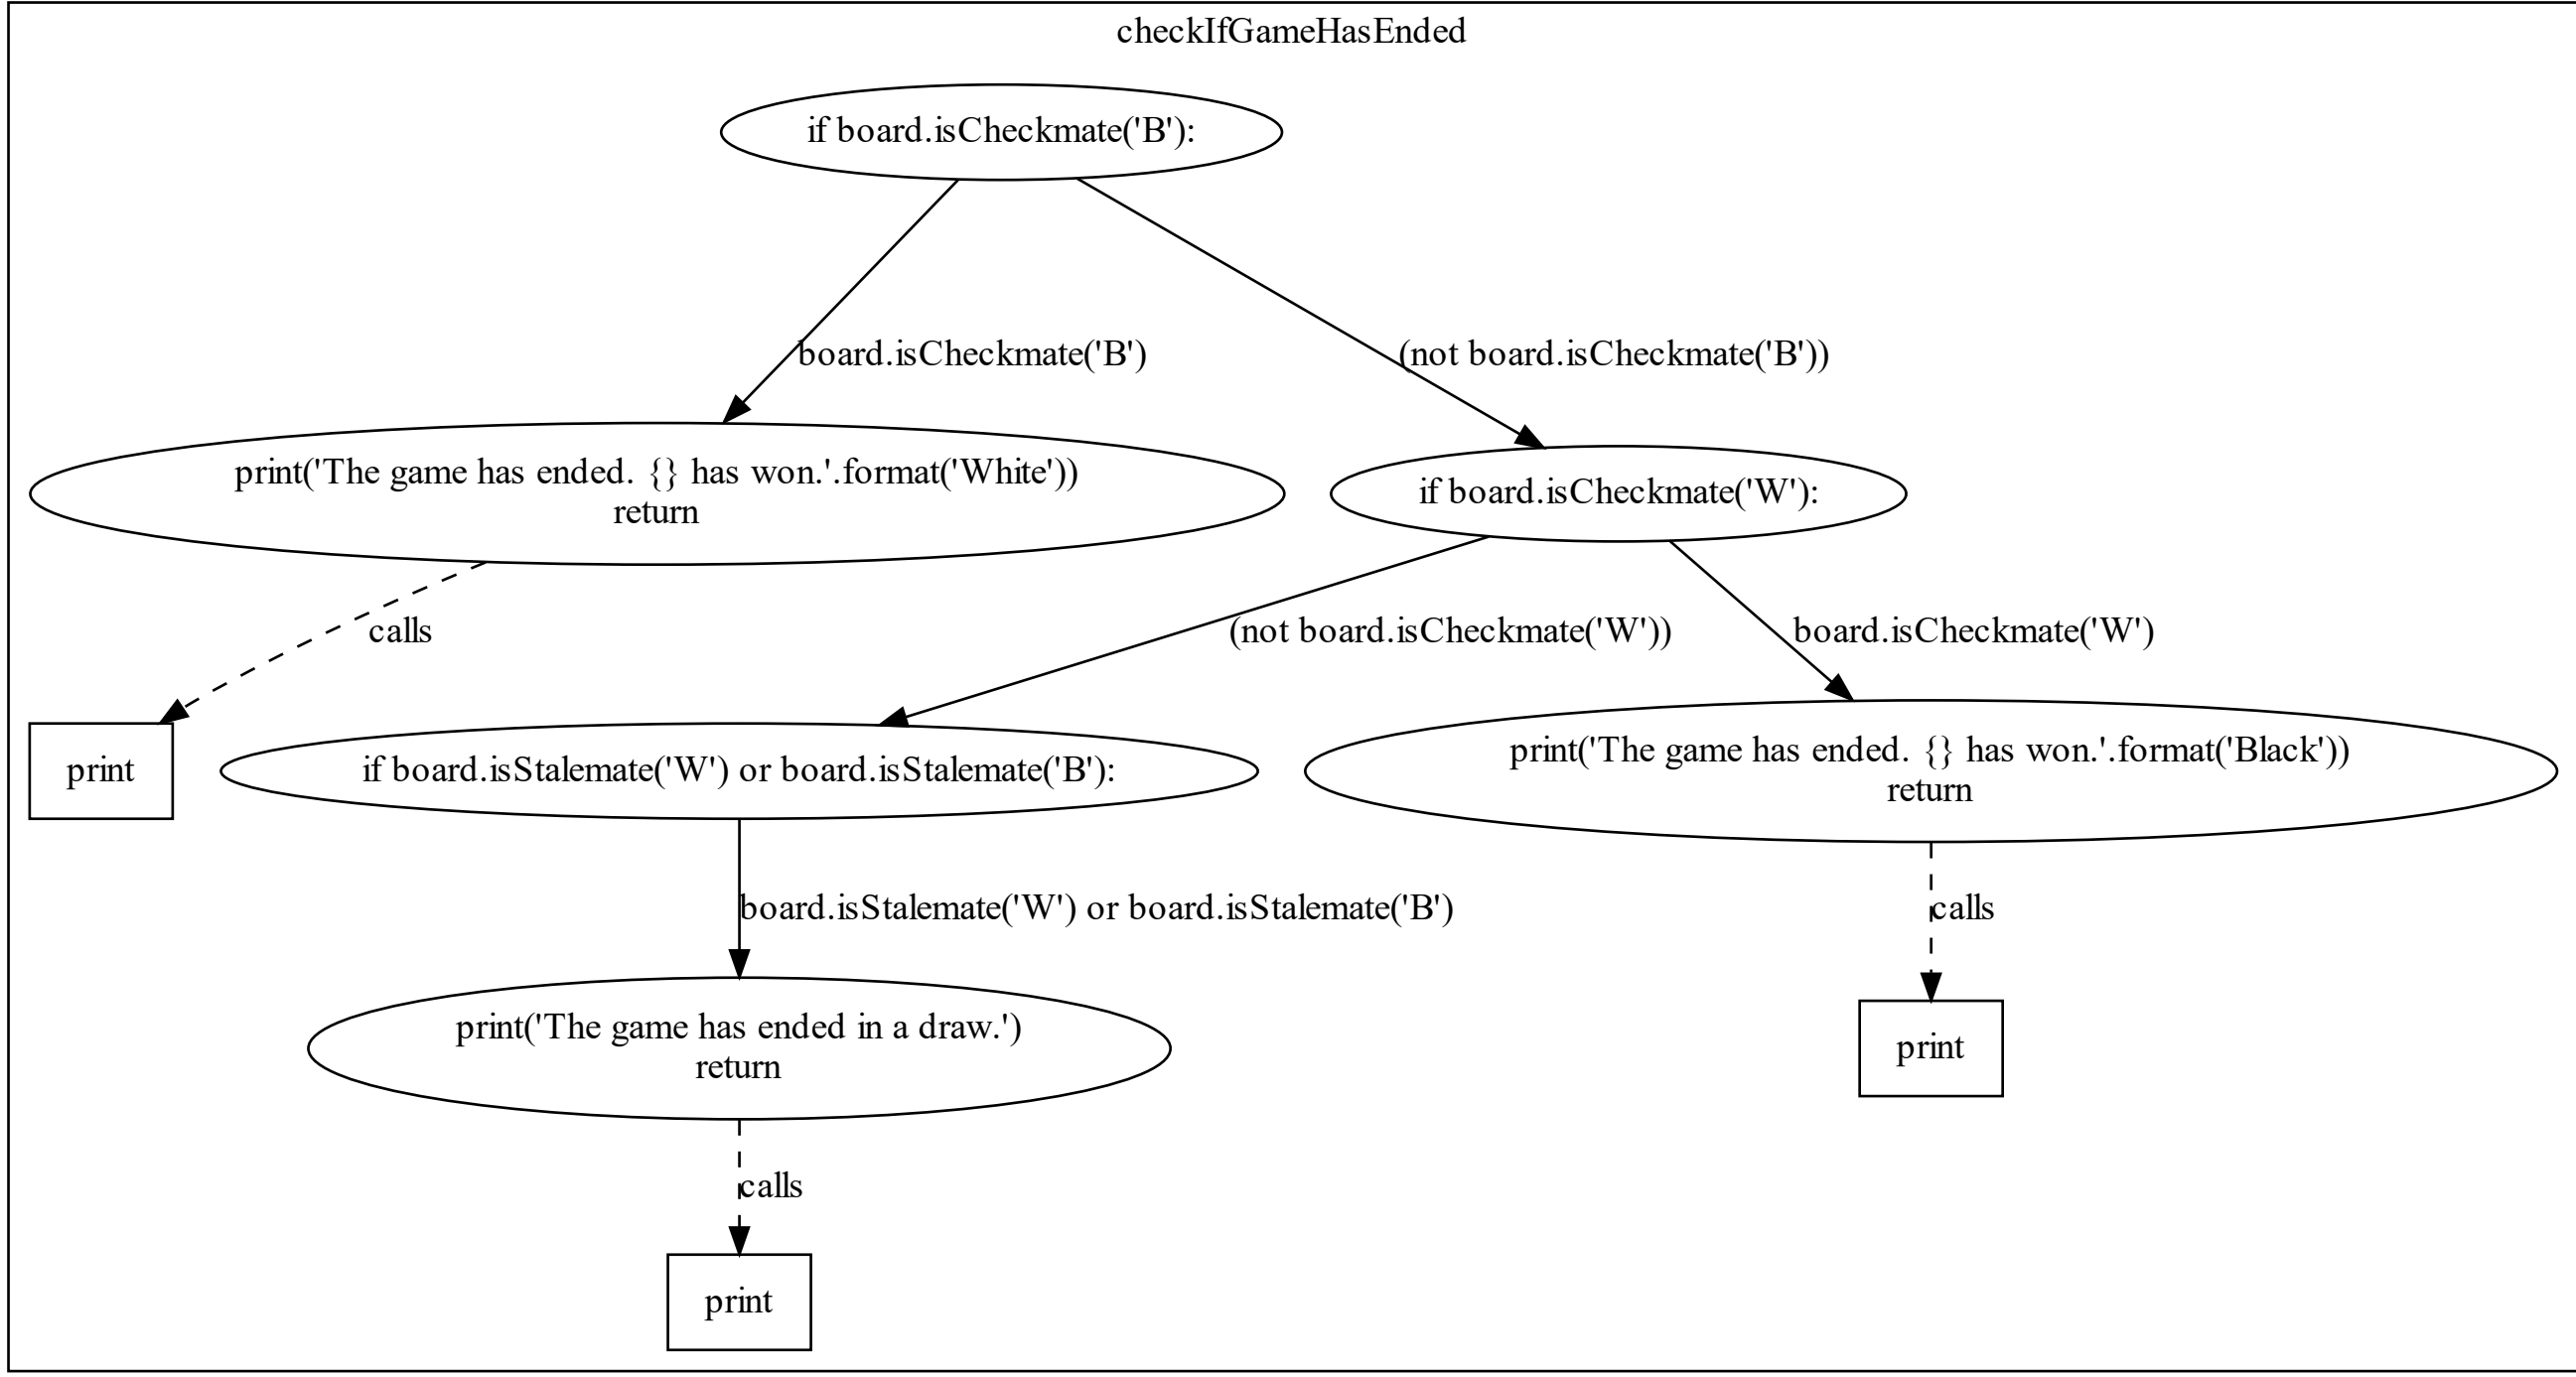 checkIfGameHasEnded
if board.isCheckmate('B'):
board.isCheckmate('B')
(not board.isCheckmate('B'))
print('The game has ended. {} has won.'.format('White'))
return
if board.isCheckmate('W'):
calls
(not board.isCheckmate('W'))
board.isCheckmate('W')
print
if board.isStalemate('W') or board.isStalemate('B'):
print('The game has ended. {} has won.'.format('Black'))
return
board.isStalemate('W') or board.isStalemate('B')
calls
print('The game has ended in a draw.')
return
print
calls
print